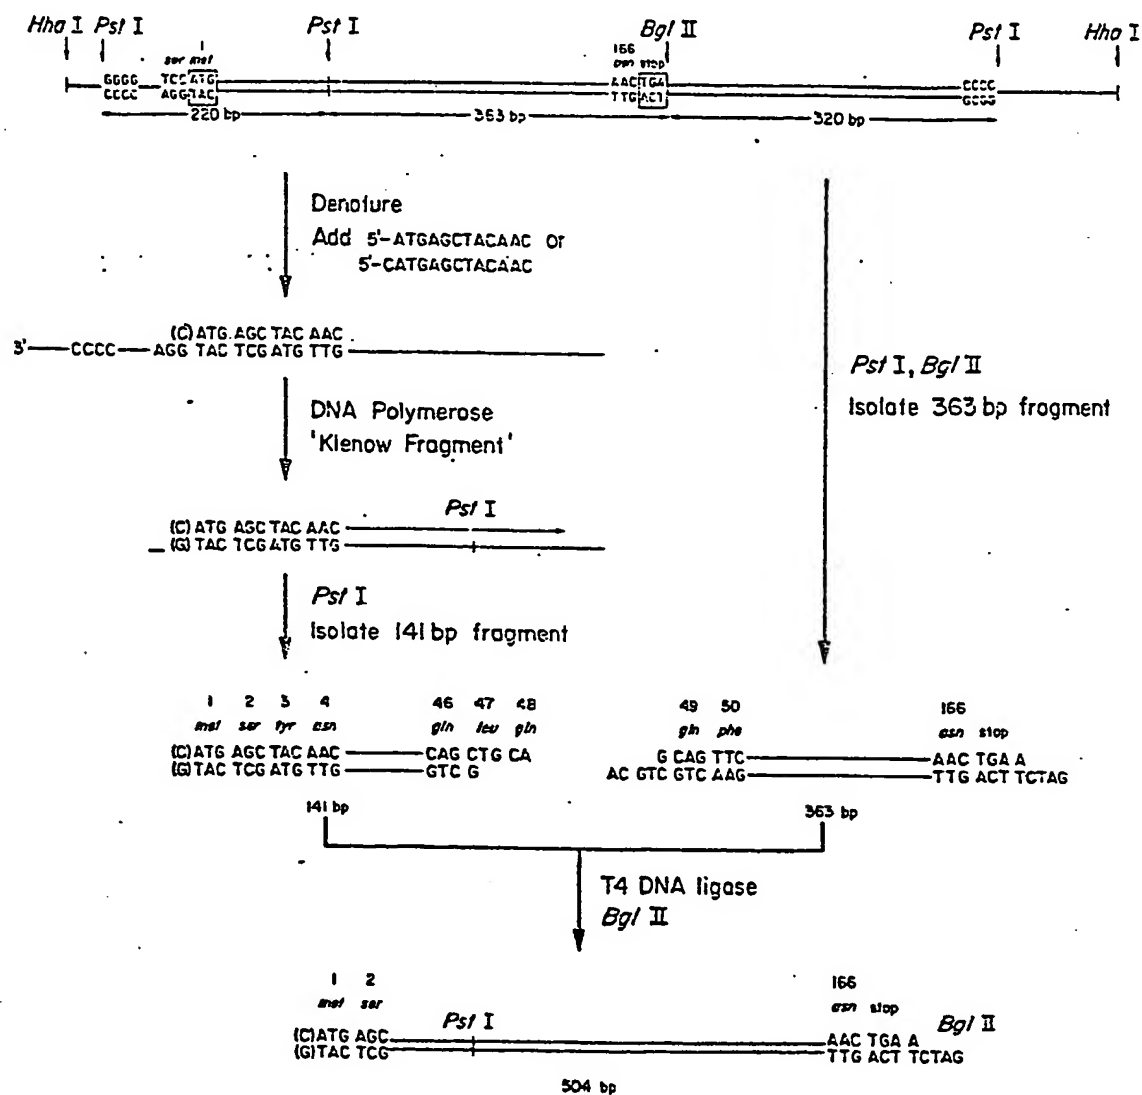 Hha I Pst I Pst I Bgl II Pst I Hha I
1 166
ser met asn stop
GGGG TCC ATG AAC TGA CCCC
CCCC AGG TAC TTG ACT GGGG
220 bp 363 bp 320 bp
Denature
Add 5'-ATGAGCTACAAC or
5'-CATGAGCTACAAC
(C) ATG AGC TAC AAC
3' CCCC AGG TAC TCG ATG TTG
DNA Polymerase
'Klenow Fragment'
Pst I, Bgl II
Isolate 363 bp fragment
Pst I
(C) ATG AGC TAC AAC
(G) TAC TCG ATG TTG
Pst I
Isolate 141 bp fragment
1 2 3 4 46 47 48 49 50 166
met ser tyr asn gln leu gln gln phe asn stop
(C) ATG AGC TAC AAC CAG CTG CA G CAG TTC AAC TGA A
(G) TAC TCG ATG TTG GTC G AC GTC GTC AAG TTG ACT TCTAG
141 bp 363 bp
T4 DNA ligase
Bgl II
1 2 166
met ser asn stop
Pst I Bgl II
(C) ATG AGC AAC TGA A
(G) TAC TCG TTG ACT TCTAG
504 bp